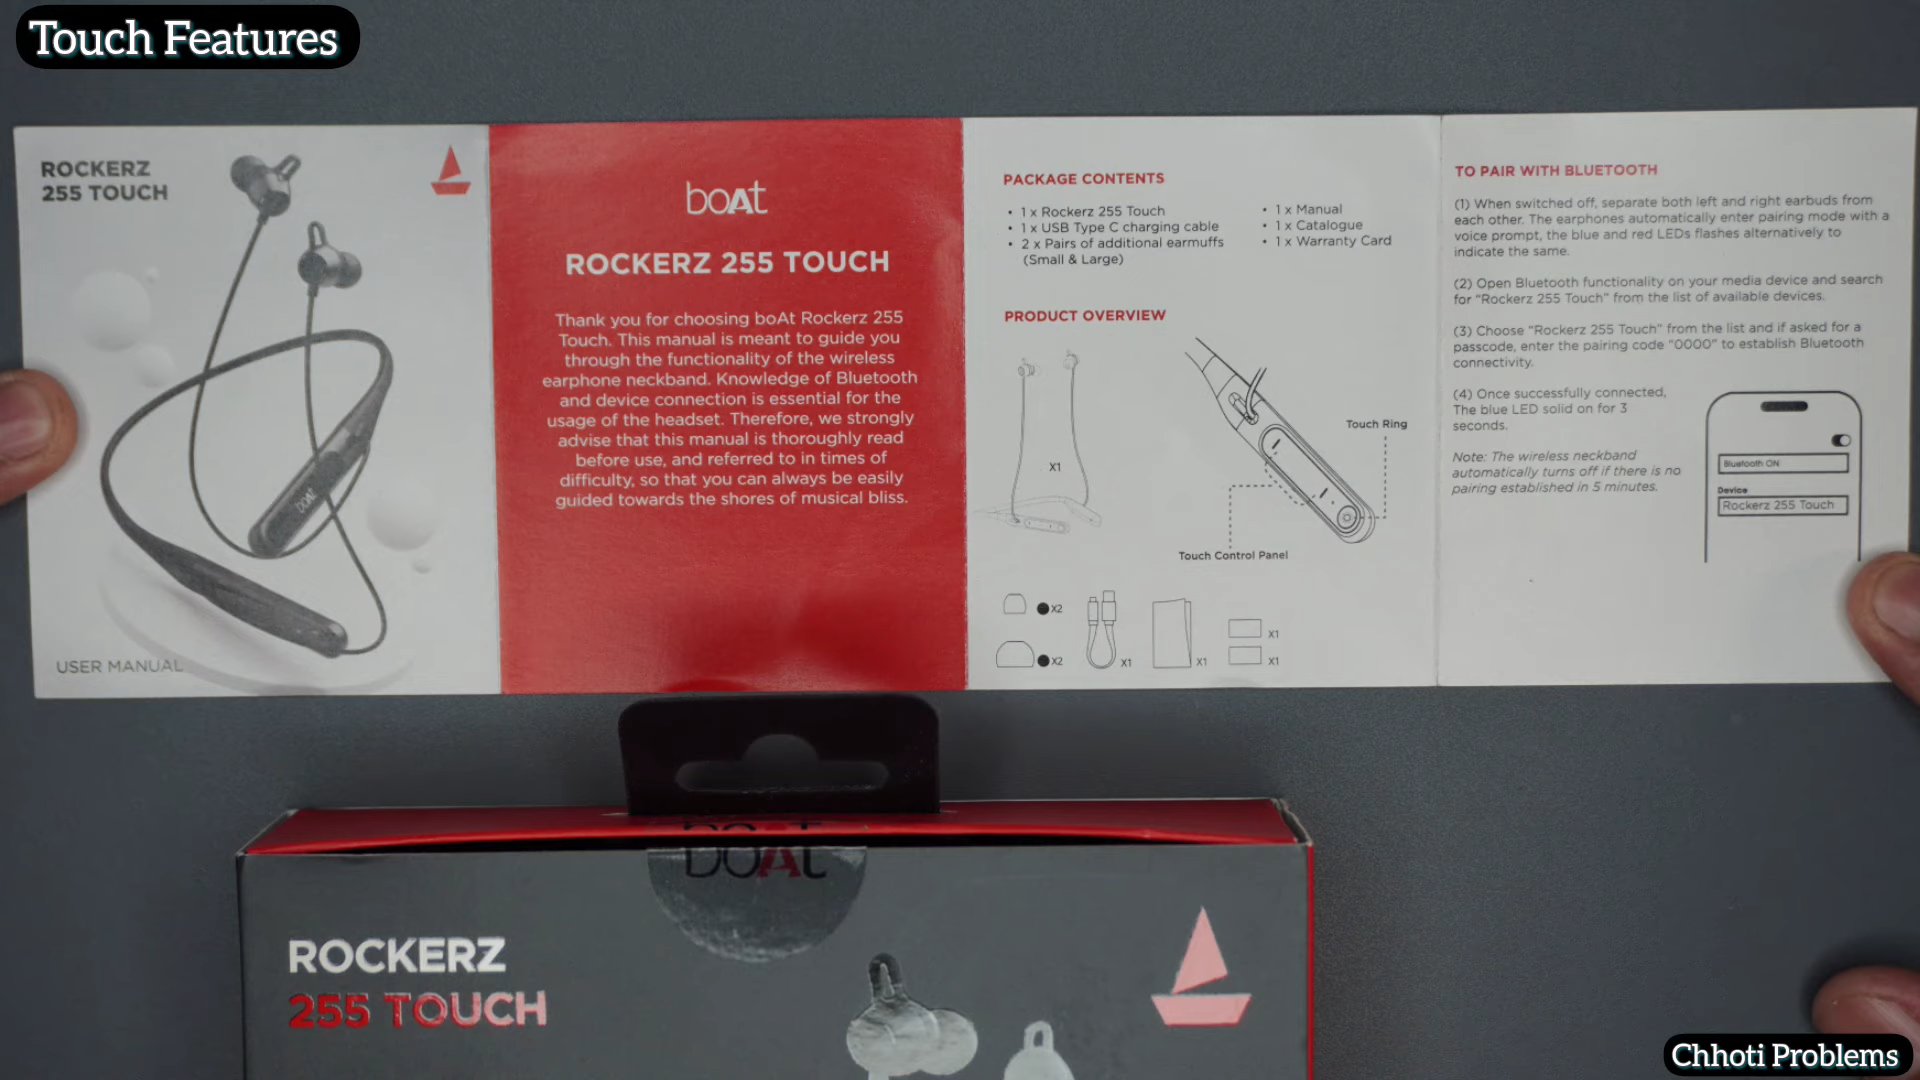 Touch Features
ROCKERZ
255 TOUCH
boAt
USER MANUAL
boAt
ROCKERZ 255 TOUCH
Thank you for choosing boAt Rockerz 255
Touch. This manual is meant to guide you
through the functionality of the wireless
earphone neckband. Knowledge of Bluetooth
and device connection is essential for the
usage of the headset. Therefore, we strongly
advise that this manual is thoroughly read
before use, and referred to in times of
difficulty, so that you can always be easily
guided towards the shores of musical bliss.
PACKAGE CONTENTS
• 1 x Rockerz 255 Touch
• 1 x USB Type C charging cable
• 2 x Pairs of additional earmuffs
(Small & Large)
• 1 x Manual
• 1 x Catalogue
• 1 x Warranty Card
PRODUCT OVERVIEW
X1
Touch Ring
Touch Control Panel
X2
X2
X1
X1
X1
X1
TO PAIR WITH BLUETOOTH
(1) When switched off, separate both left and right earbuds from
each other. The earphones automatically enter pairing mode with a
voice prompt, the blue and red LEDs flashes alternatively to
indicate the same.
(2) Open Bluetooth functionality on your media device and search
for "Rockerz 255 Touch" from the list of available devices.
(3) Choose "Rockerz 255 Touch" from the list and if asked for a
passcode, enter the pairing code "0000" to establish Bluetooth
connectivity.
(4) Once successfully connected,
The blue LED solid on for 3
seconds.
Note: The wireless neckband
automatically turns off if there is no
pairing established in 5 minutes.
Bluetooth ON
Device
Rockerz 255 Touch
boAt
ROCKERZ
255 TOUCH
Chhoti Problems